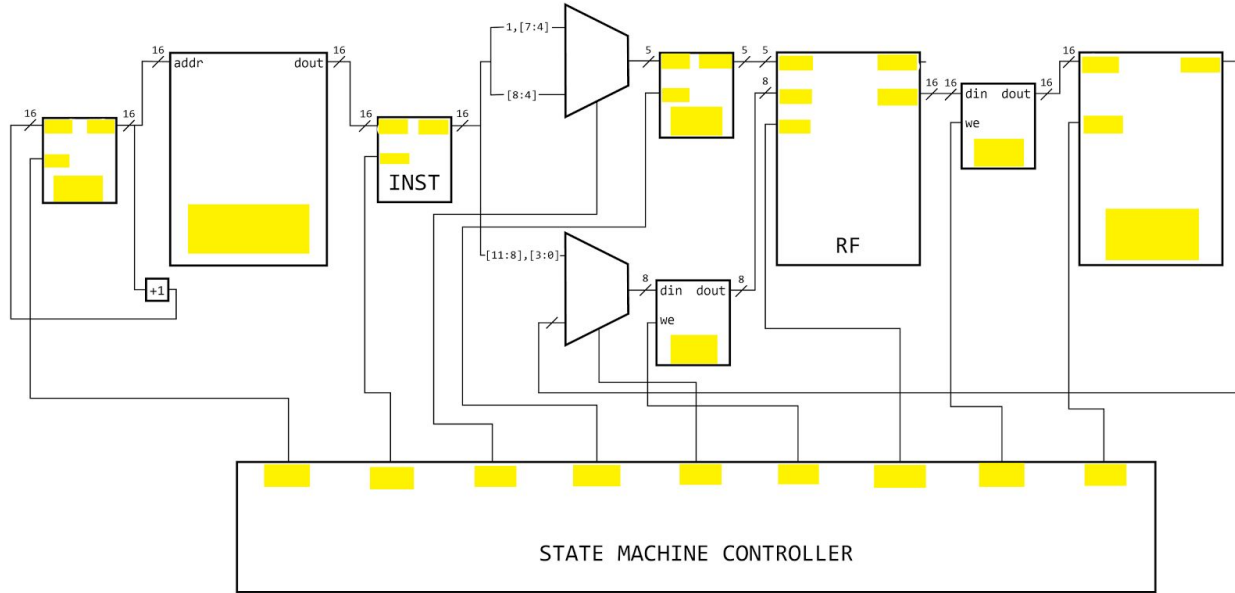 1,[7:4]
16
16
5
5
5
16
addr
dout
8
16
16
din
dout
16
[8:4]
we
16
16
16
16
INST
RF
[11:8],[3:0]
8
din
dout
8
+1
we
STATE MACHINE CONTROLLER